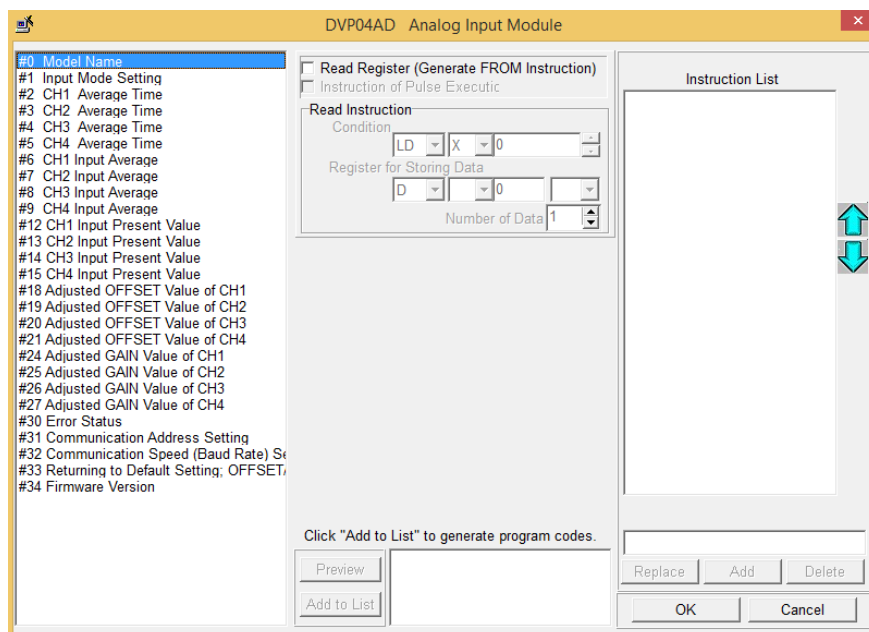 DVP04AD Analog Input Module
#0 Model Name
#1 Input Mode Setting
#2 CH1 Average Time
#3 CH2 Average Time
#4 CH3 Average Time
#5 CH4 Average Time
#6 CH1 Input Average
#7 CH2 Input Average
#8 CH3 Input Average
#9 CH4 Input Average
#12 CH1 Input Present Value
#13 CH2 Input Present Value
#14 CH3 Input Present Value
#15 CH4 Input Present Value
#18 Adjusted OFFSET Value of CH1
#19 Adjusted OFFSET Value of CH2
#20 Adjusted OFFSET Value of CH3
#21 Adjusted OFFSET Value of CH4
#24 Adjusted GAIN Value of CH1
#25 Adjusted GAIN Value of CH2
#26 Adjusted GAIN Value of CH3
#27 Adjusted GAIN Value of CH4
#30 Error Status
#31 Communication Address Setting
#32 Communication Speed (Baud Rate) Se
#33 Returning to Default Setting; OFFSET/
#34 Firmware Version
Read Register (Generate FROM Instruction)
Instruction of Pulse Executic
Read Instruction
Condition
LD X 0
Register for Storing Data
D 0
Number of Data 1
Click "Add to List" to generate program codes.
Preview
Add to List
Instruction List
Replace Add Delete
OK Cancel